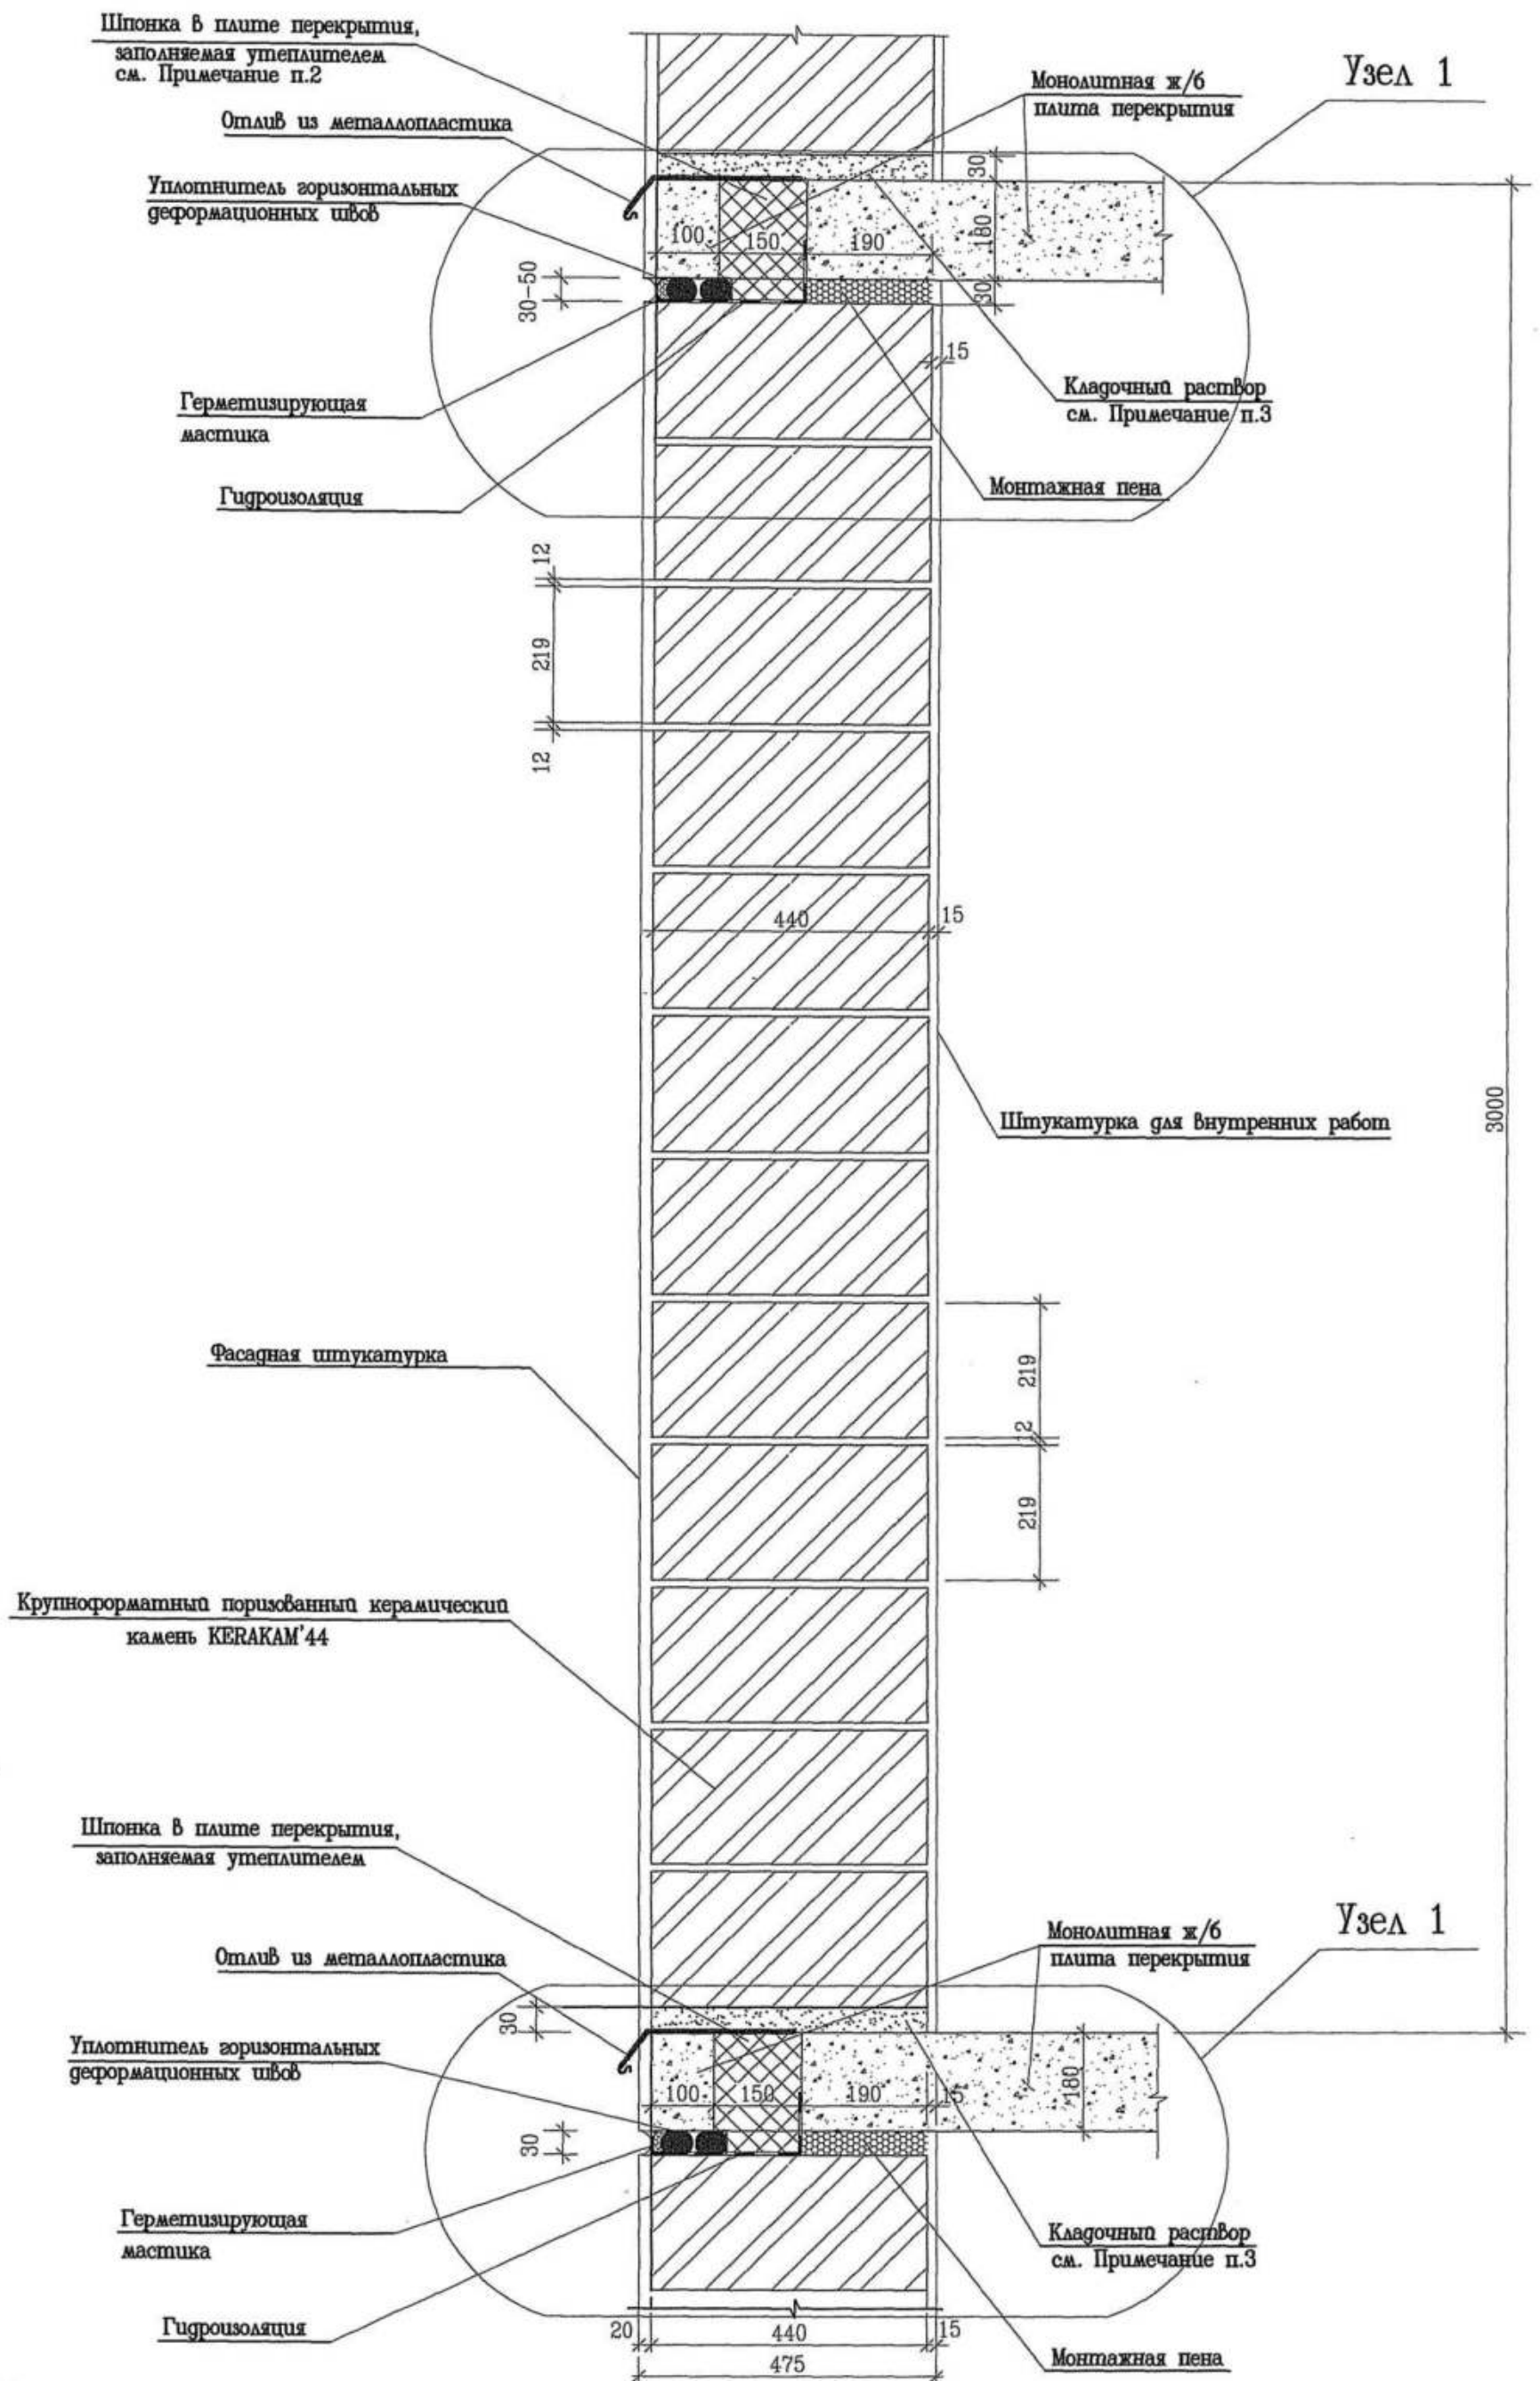 Шпонка в плите перекрытия,
заполняемая утеплителем
см. Примечание п.2
Отлив из металлопластика
Уплотнитель горизонтальных
деформационных швов
Монолитная ж/б
плита перекрытия
Узел 1
30
180
30
100
150
190
30-50
15
Герметизирующая
мастика
Гидроизоляция
Кладочный раствор
см. Примечание п.3
Монтажная пена
12
219
12
440
15
3000
Штукатурка для внутренних работ
Фасадная штукатурка
219
12
219
Крупноформатный поризованный керамический
камень KERAKAM'44
Шпонка в плите перекрытия,
заполняемая утеплителем
Отлив из металлопластика
Уплотнитель горизонтальных
деформационных швов
Монолитная ж/б
плита перекрытия
Узел 1
30
100
150
190
15
180
30
Герметизирующая
мастика
Гидроизоляция
Кладочный раствор
см. Примечание п.3
Монтажная пена
20
440
15
475